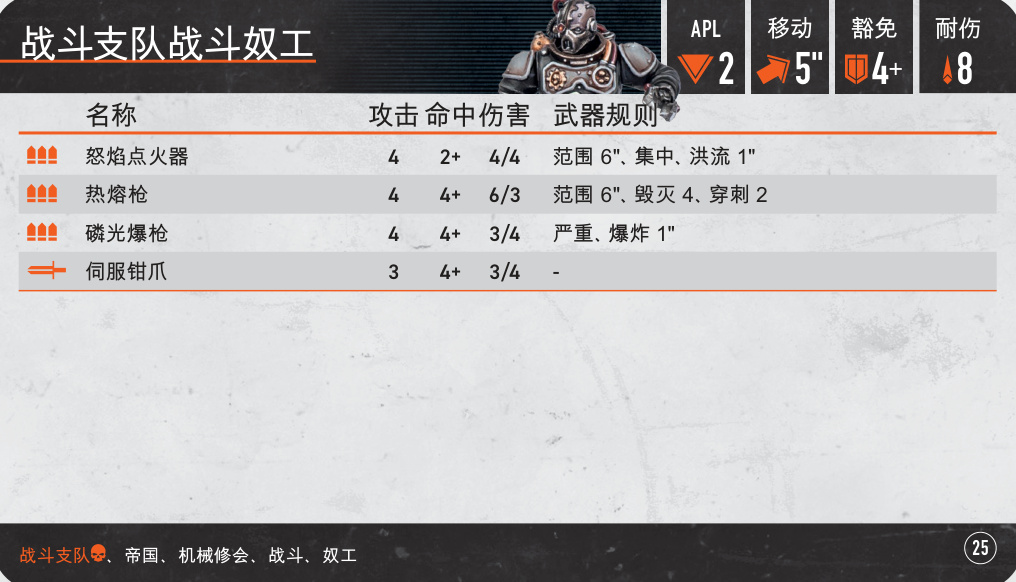 战斗支队战斗奴工
APL 移动 豁免 耐伤
2 5" 4+ 8
名称 攻击 命中 伤害 武器规则
怒焰点火器 4 2+ 4/4 范围 6"、集中、洪流 1"
热熔枪 4 4+ 6/3 范围 6"、毁灭 4、穿刺 2
磷光爆枪 4 4+ 3/4 严重、爆炸 1"
伺服钳爪 3 4+ 3/4 -
战斗支队、帝国、机械修会、战斗、奴工
25